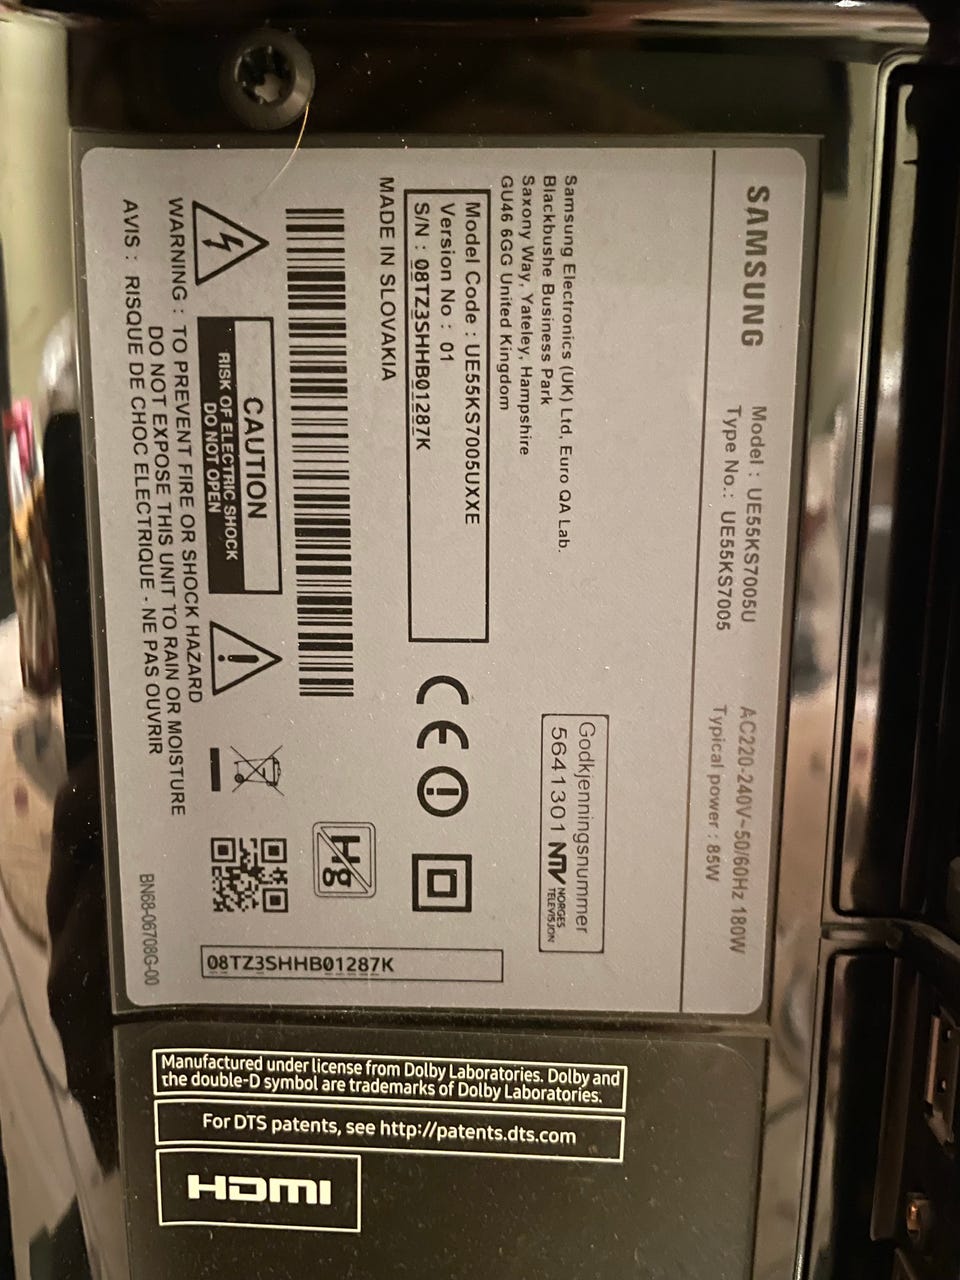 SAMSUNG
Model : UE55KS7005U
Type No.: UE55KS7005
AC220-240V~50/60Hz 180W
Typical power : 85W
Samsung Electronics (UK) Ltd, Euro QA Lab.
Blackbushe Business Park
Saxony Way, Yateley, Hampshire
GU46 6GG United Kingdom
Godkjenningsnummer
5641301 NTV NORGES
TELEVISJON
Model Code : UE55KS7005UXXE
Version No : 01
S/N : 08TZ3SHHB01287K
MADE IN SLOVAKIA
CE
Hg
CAUTION
RISK OF ELECTRIC SHOCK
DO NOT OPEN
WARNING : TO PREVENT FIRE OR SHOCK HAZARD
DO NOT EXPOSE THIS UNIT TO RAIN OR MOISTURE
AVIS : RISQUE DE CHOC ELECTRIQUE - NE PAS OUVRIR
08TZ3SHHB01287K
BN68-06708G-00
Manufactured under license from Dolby Laboratories. Dolby and
the double-D symbol are trademarks of Dolby Laboratories.
For DTS patents, see http://patents.dts.com
HDMI